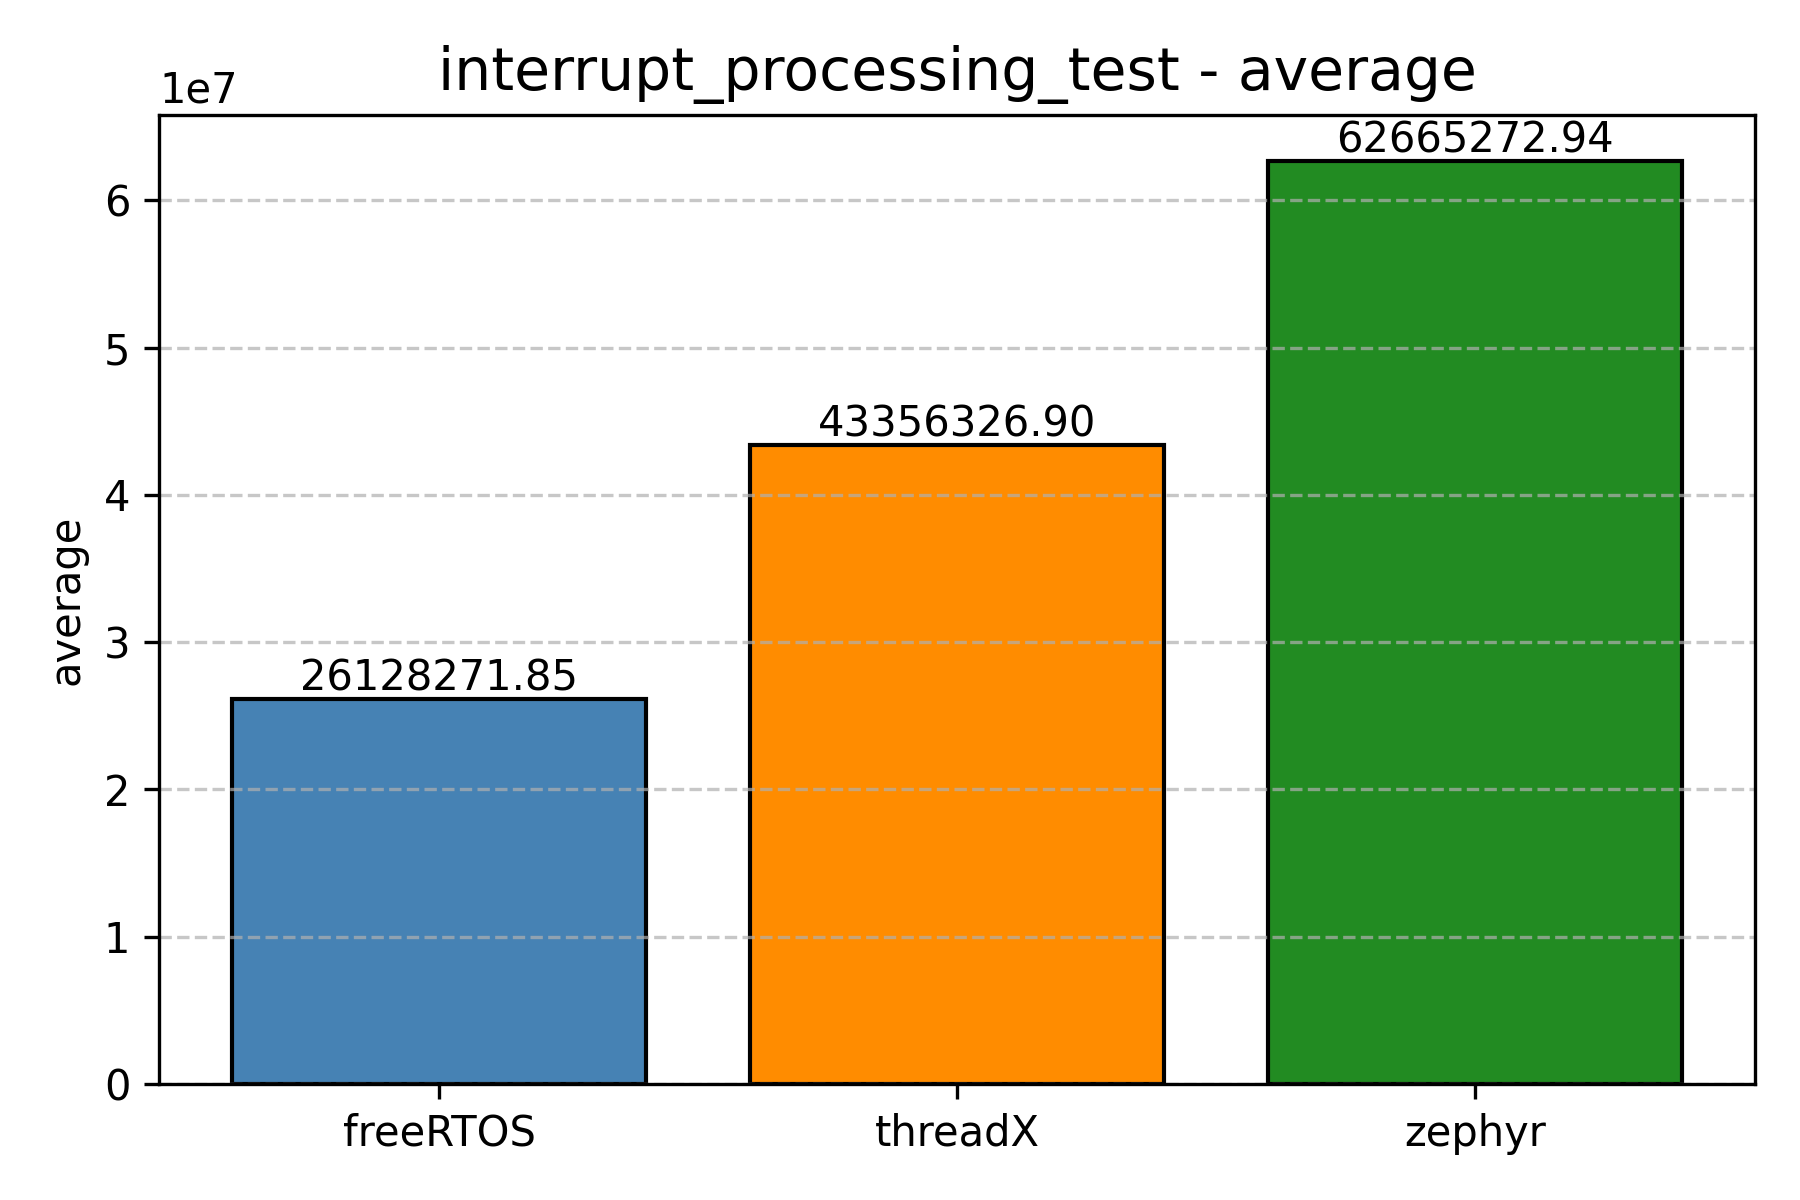 interrupt_processing_test - average
1e7
62665272.94
6
5
43356326.90
4
average
3
26128271.85
2
1
0
freeRTOS
threadX
zephyr